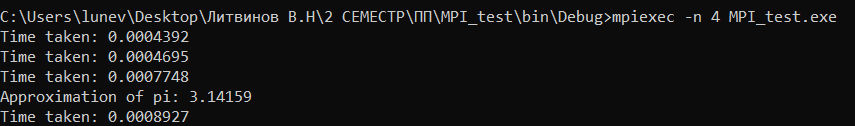 C:\Users\lunev\Desktop\Литвинов В.Н\2 СЕМЕСТР\ПП\MPI_test\bin\Debug>mpiexec -n 4 MPI_test.exe
Time taken: 0.0004392
Time taken: 0.0004695
Time taken: 0.0007748
Approximation of pi: 3.14159
Time taken: 0.0008927